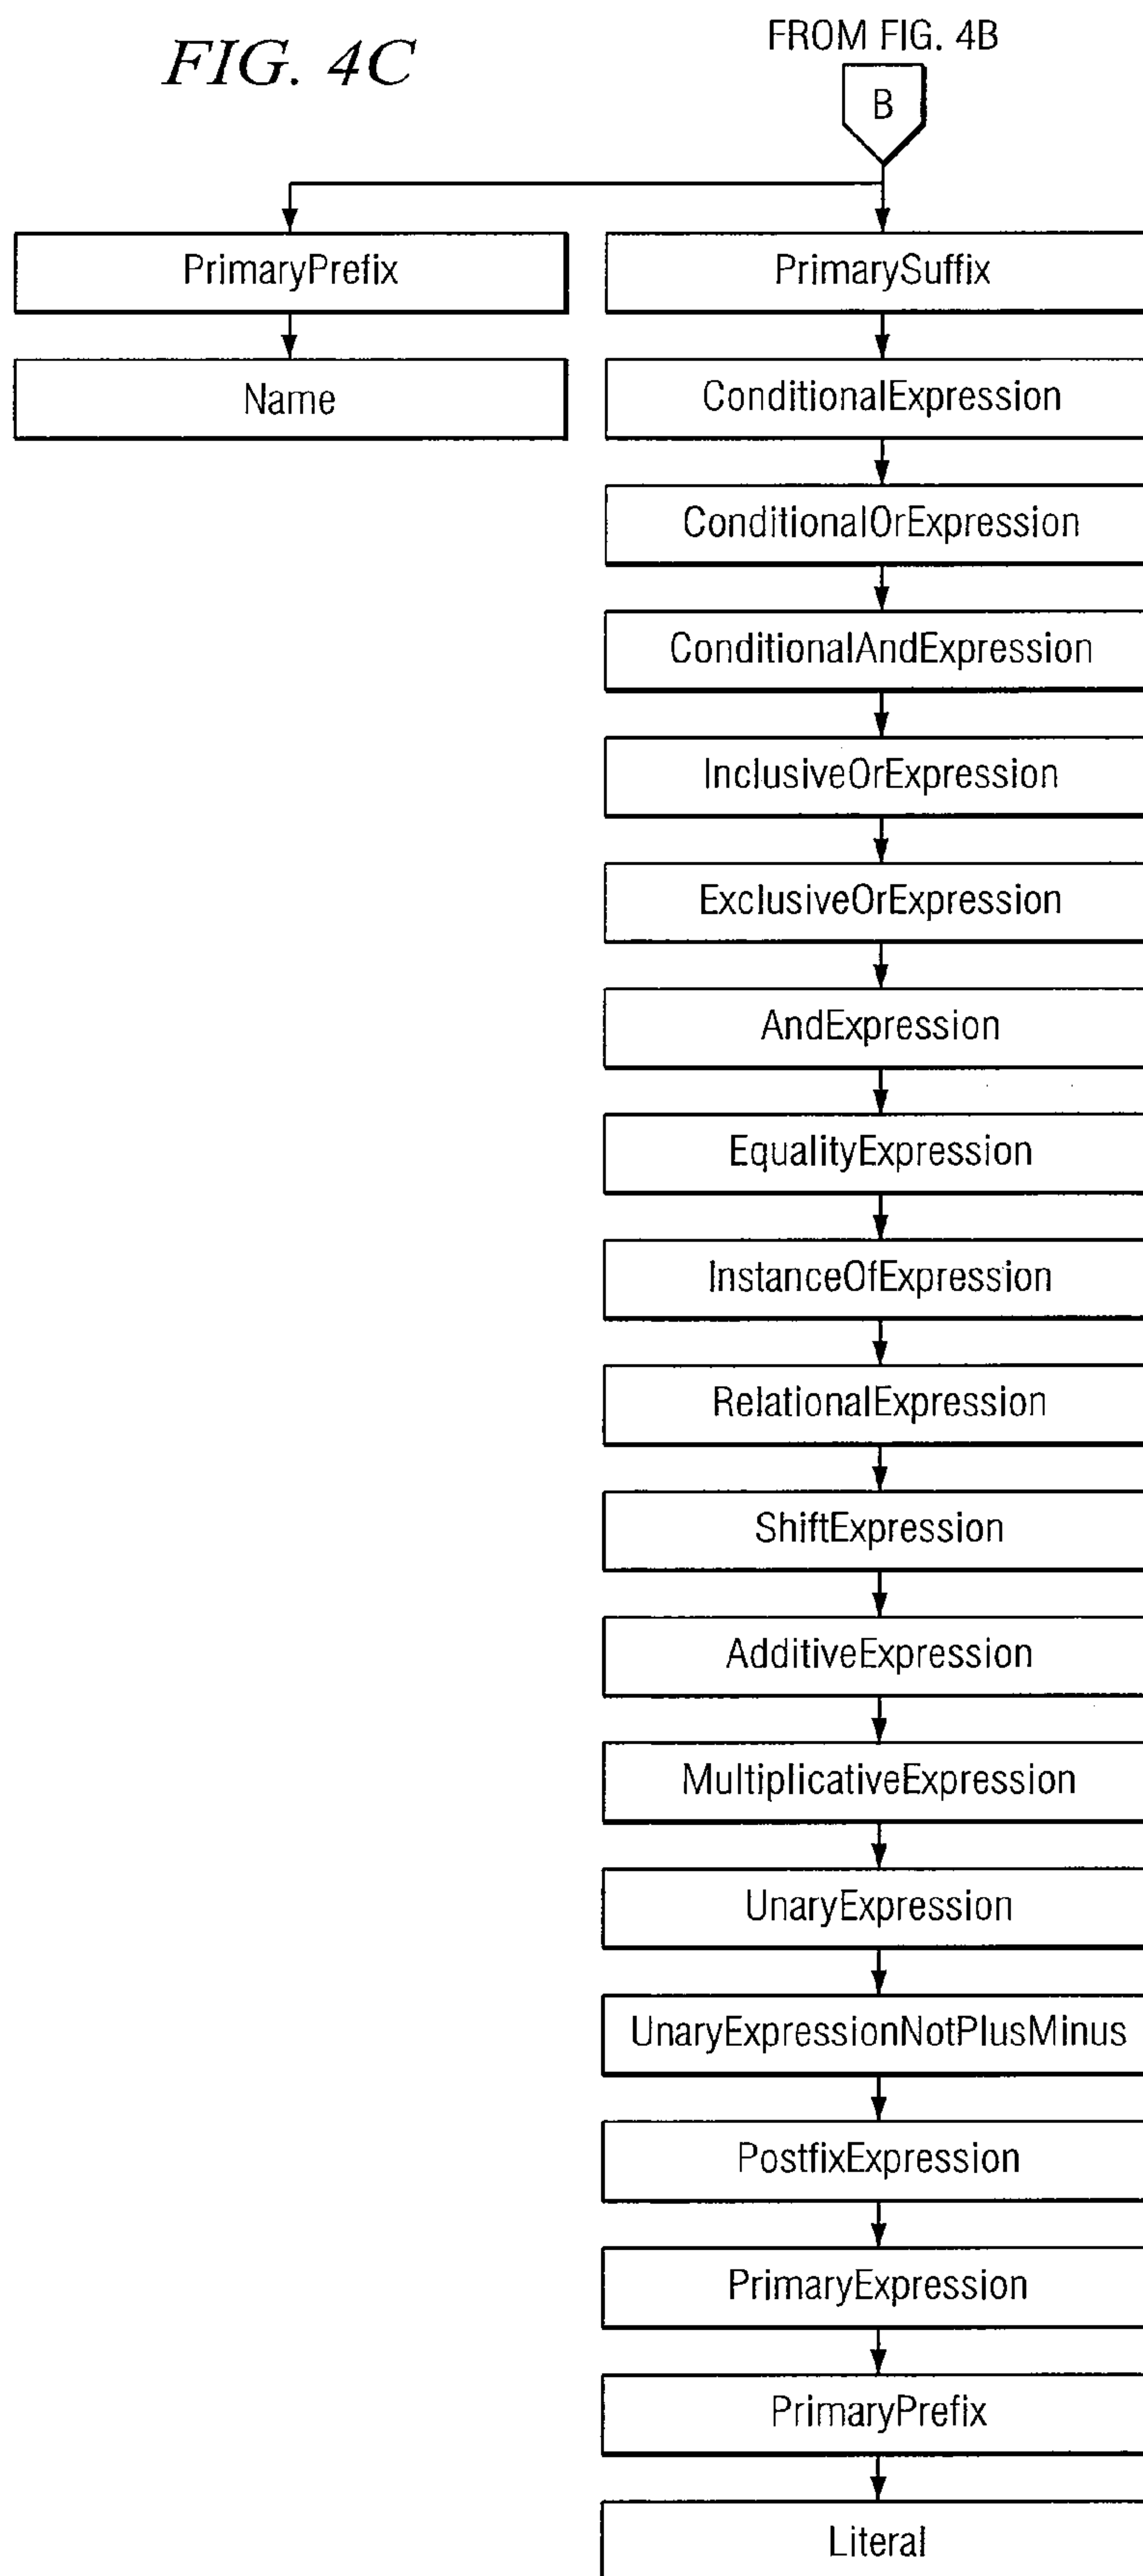 FIG. 4C
FROM FIG. 4B
B
PrimaryPrefix
PrimarySuffix
Name
ConditionalExpression
ConditionalOrExpression
ConditionalAndExpression
InclusiveOrExpression
ExclusiveOrExpression
AndExpression
EqualityExpression
InstanceOfExpression
RelationalExpression
ShiftExpression
AdditiveExpression
MultiplicativeExpression
UnaryExpression
UnaryExpressionNotPlusMinus
PostfixExpression
PrimaryExpression
PrimaryPrefix
Literal